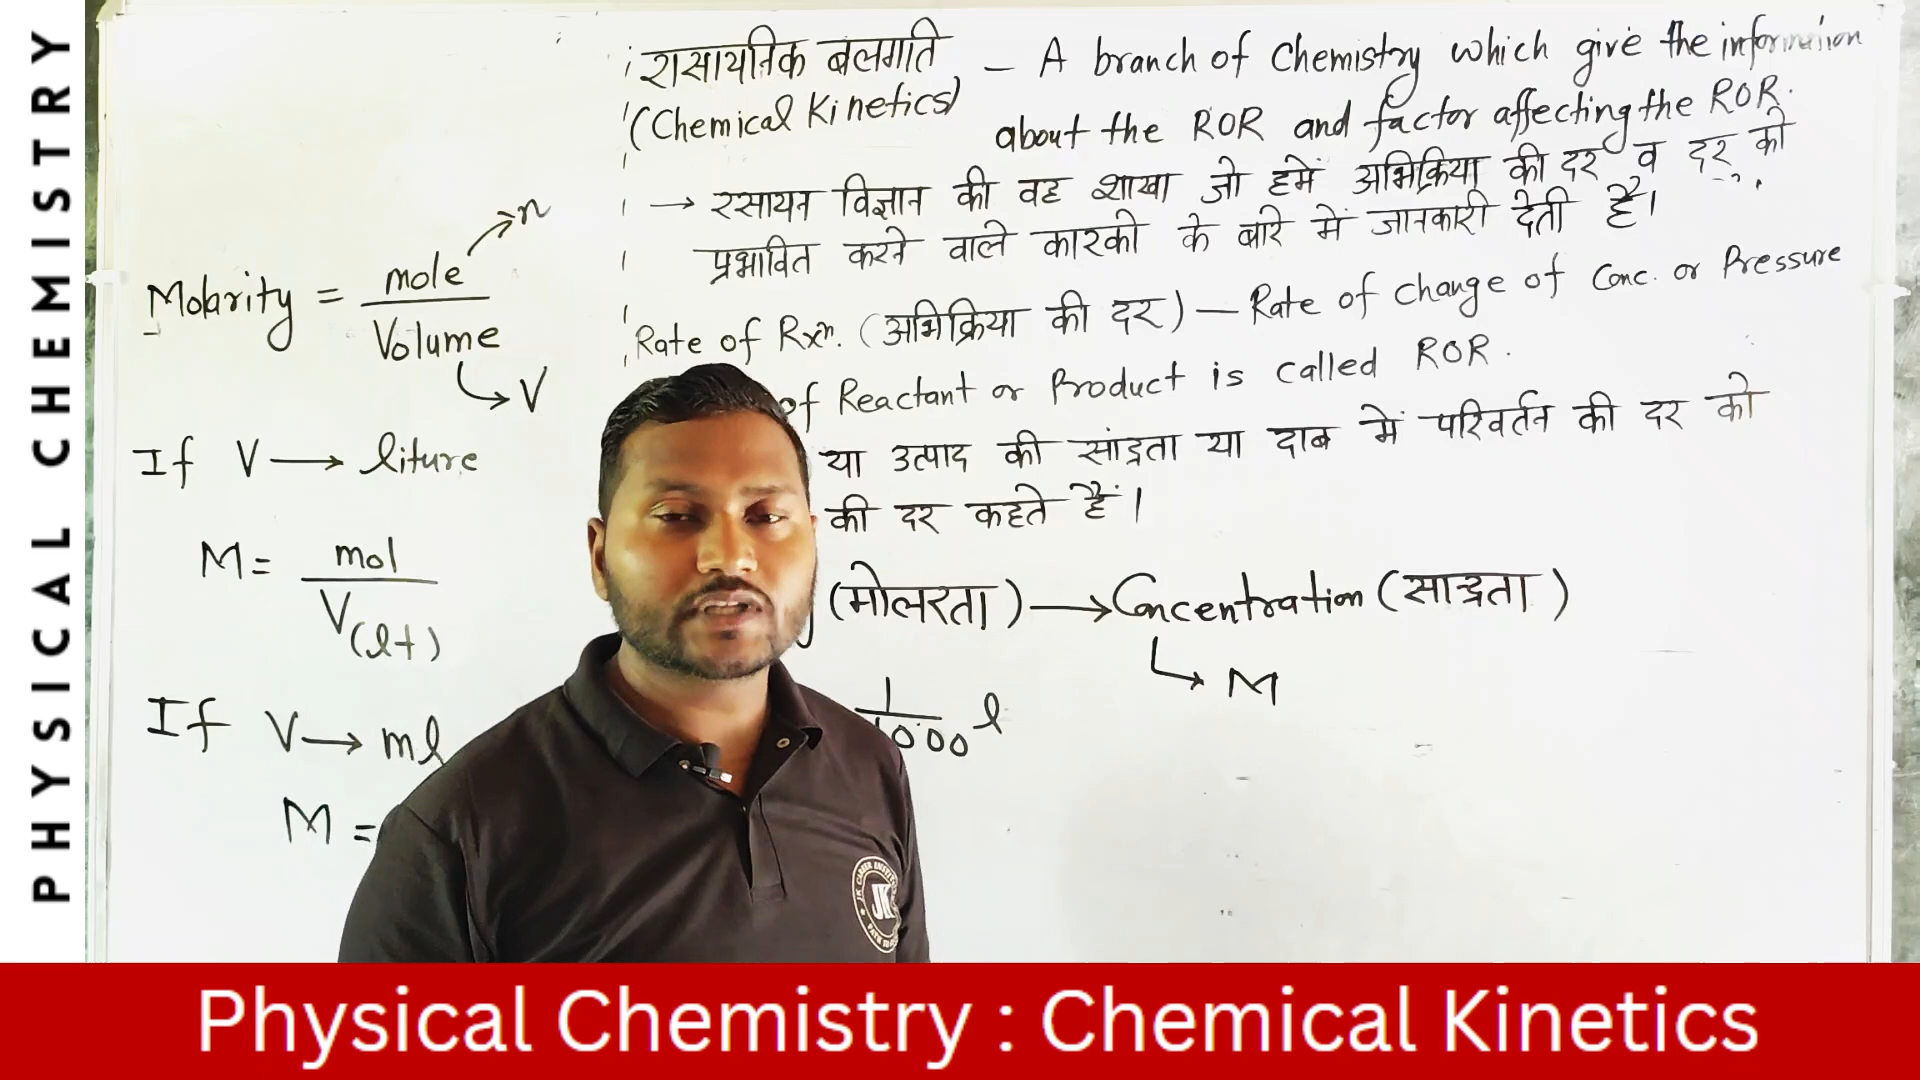 PHYSICAL CHEMISTRY
रासायनिक बलगति – A branch of Chemistry which give the information
(Chemical Kinetics) about the ROR and factor affecting the ROR.
→ रसायन विज्ञान की वह शाखा जो हमें अभिक्रिया की दर व दर को
प्रभावित करने वाले कारको के बारे में जानकारी देती है।
Rate of Rxn. (अभिक्रिया की दर) – Rate of change of Conc. or Pressure
of Reactant or Product is called ROR.
या उत्पाद की सांद्रता या दाब में परिवर्तन की दर को
की दर कहते हैं।
(मोलरता) → Concentration (सान्द्रता)
↳ M
1/1000 l
Molarity = mole/Volume
n
V
If V → liture
M = mol/V(lt)
If V → ml
M =
JK
Physical Chemistry : Chemical Kinetics